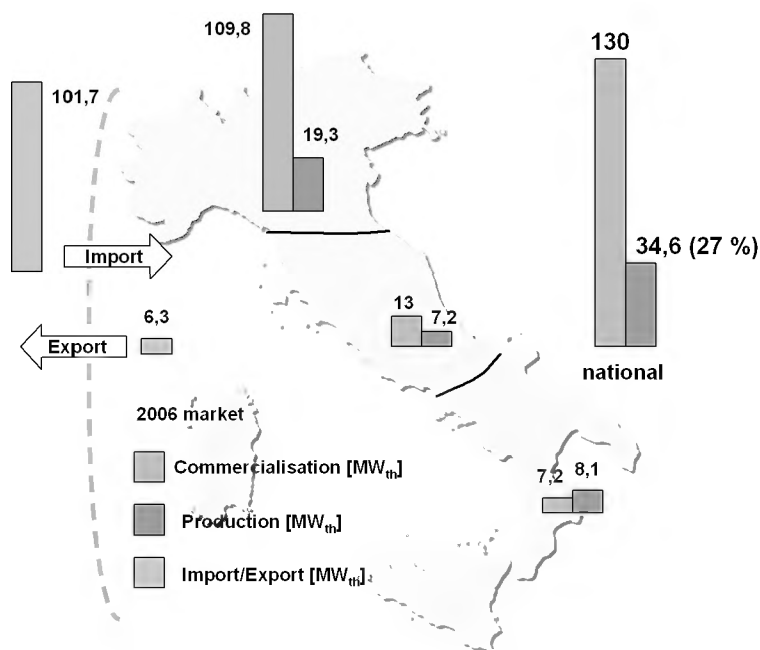 109,8
130
101,7
19,3
34,6 (27 %)
Import
6,3
13
7,2
Export
national
2006 market
Commercialisation [MWth]
7,2
8,1
Production [MWth]
Import/Export [MWth]